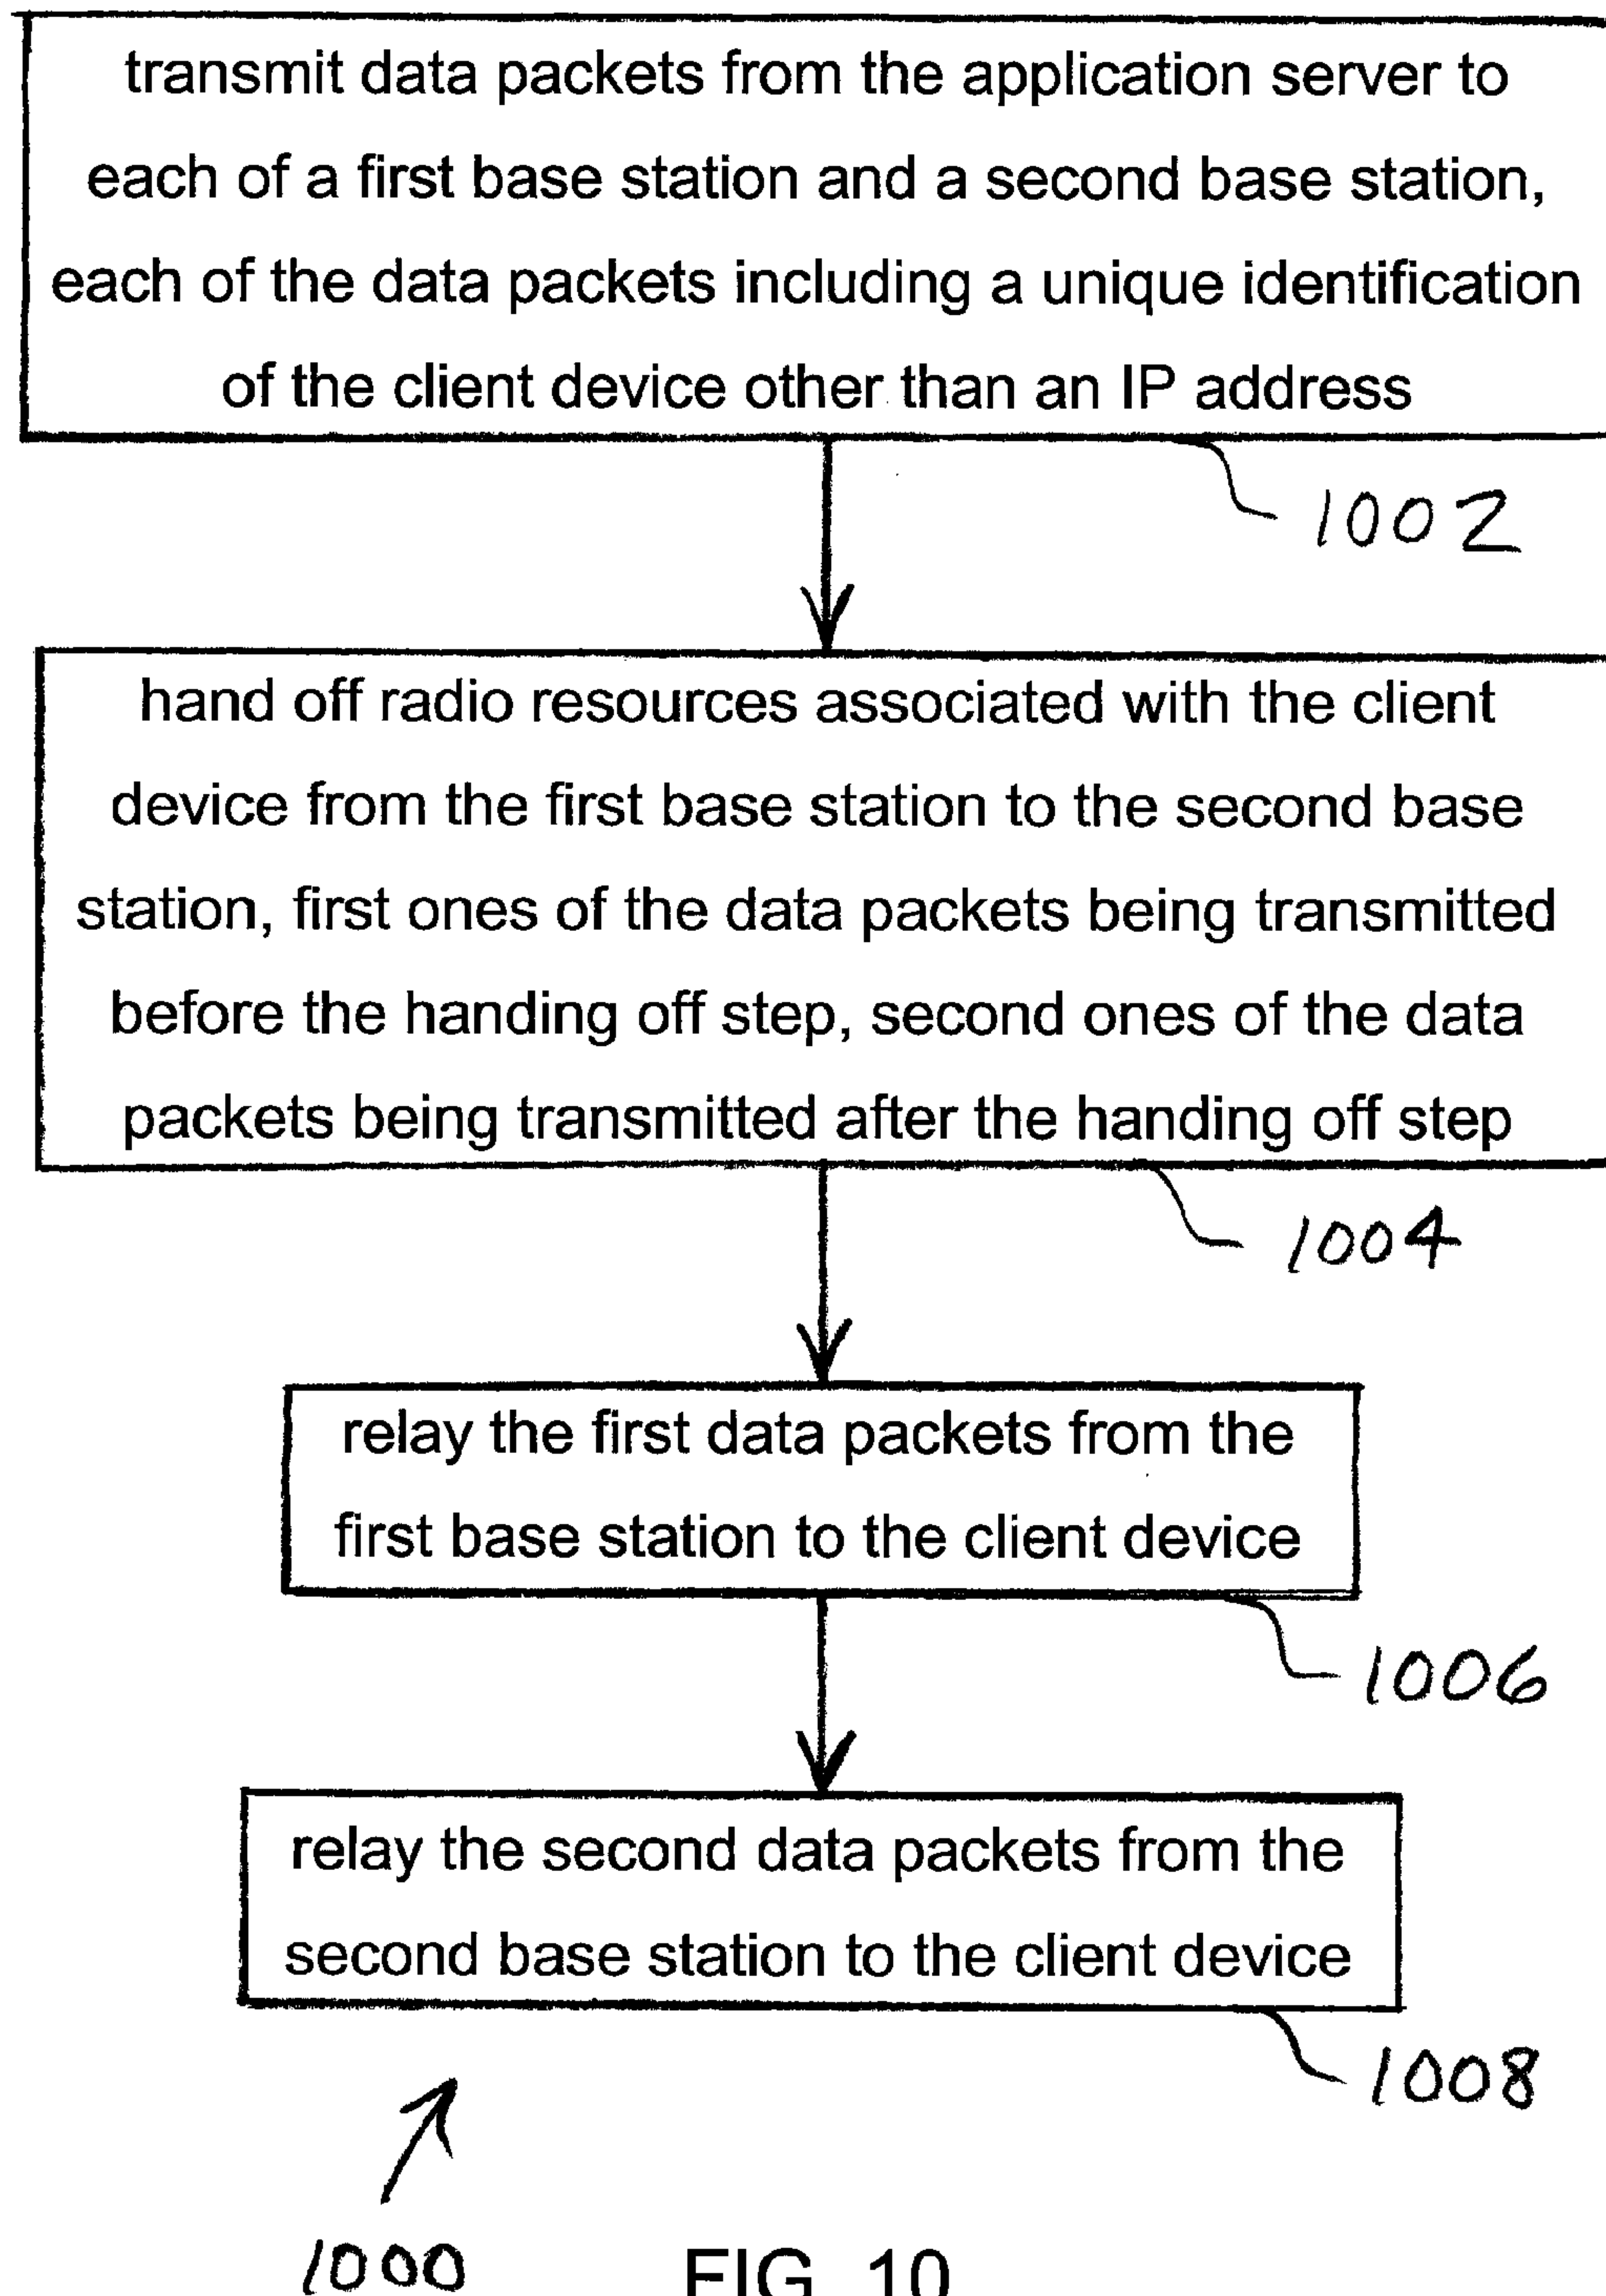 transmit data packets from the application server to
each of a first base station and a second base station,
each of the data packets including a unique identification
of the client device other than an IP address
1002
hand off radio resources associated with the client
device from the first base station to the second base
station, first ones of the data packets being transmitted
before the handing off step, second ones of the data
packets being transmitted after the handing off step
1004
relay the first data packets from the
first base station to the client device
1006
relay the second data packets from the
second base station to the client device
1008
1000
FIG. 10